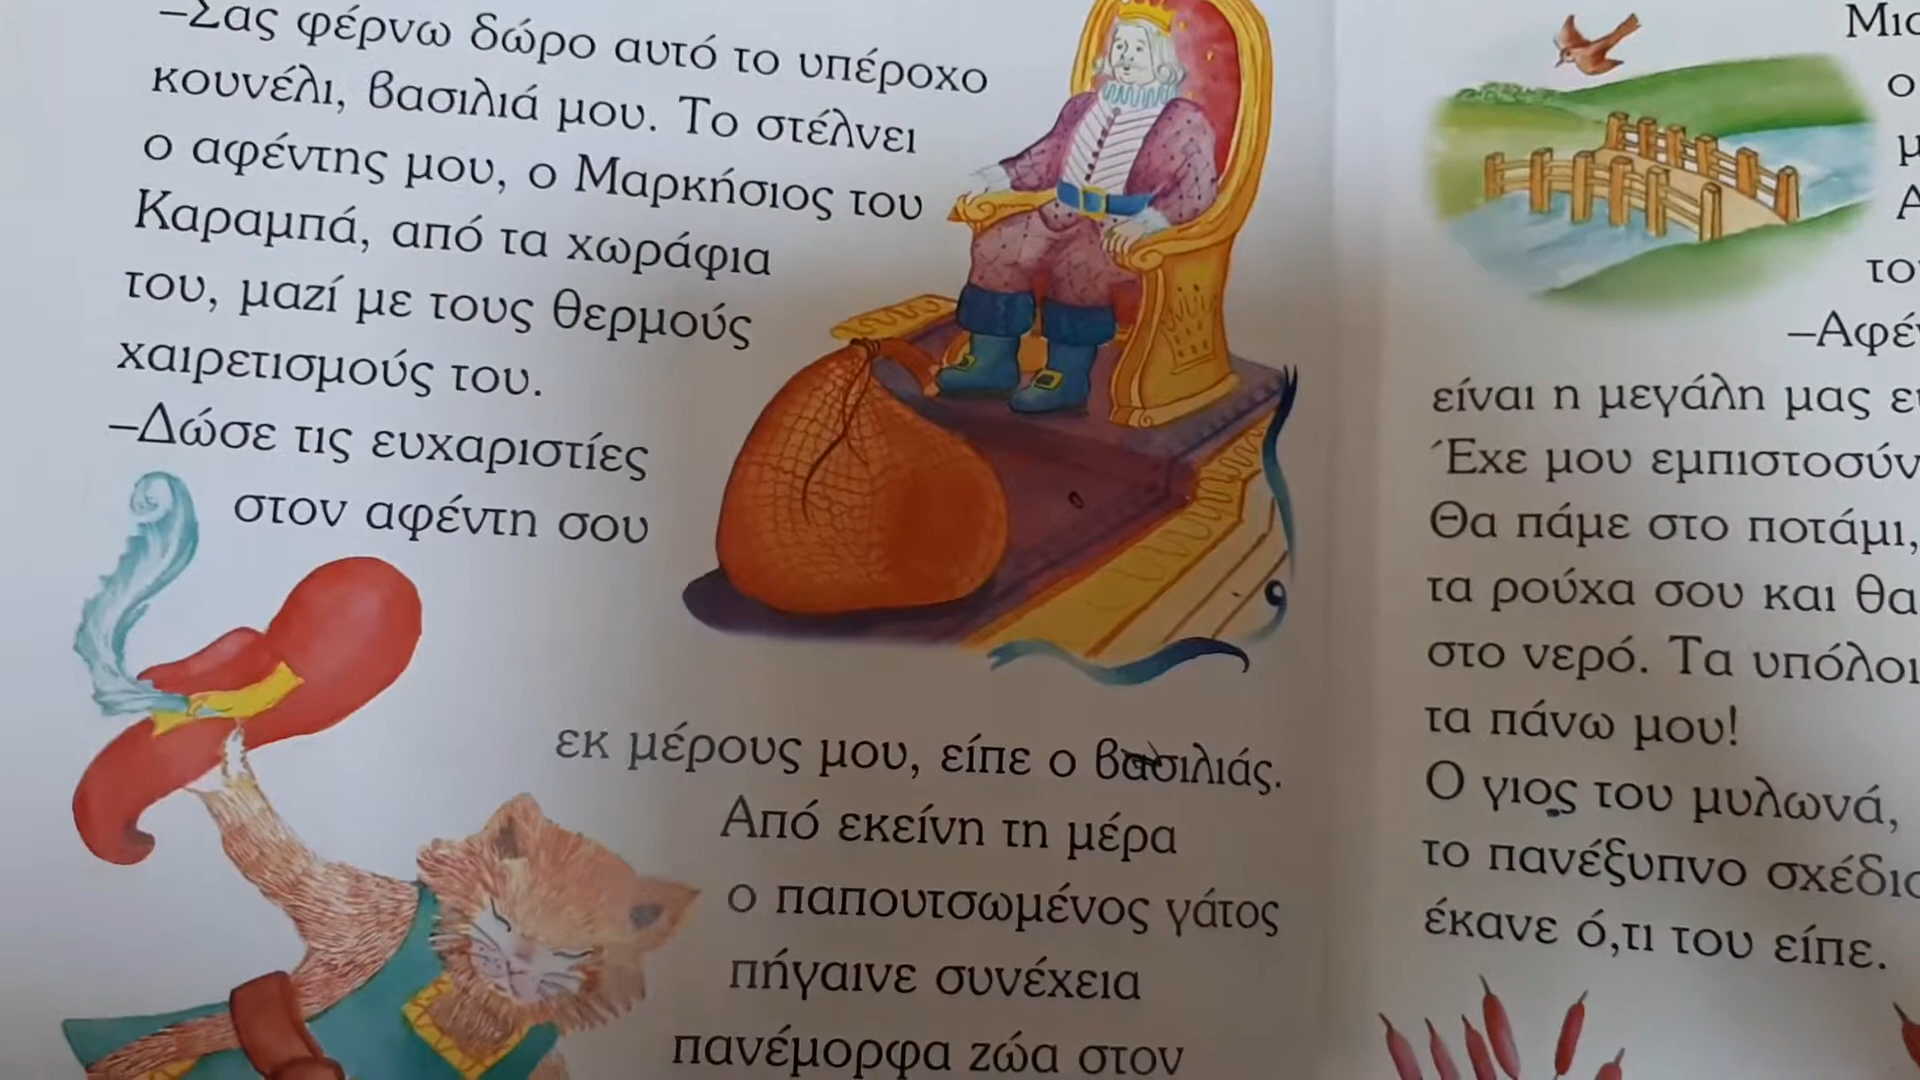 –Σας φέρνω δώρο αυτό το υπέροχο
κουνέλι, βασιλιά μου. Το στέλνει
ο αφέντης μου, ο Μαρκήσιος του
Καραμπά, από τα χωράφια
του, μαζί με τους θερμούς
χαιρετισμούς του.
–Δώσε τις ευχαριστίες
στον αφέντη σου
εκ μέρους μου, είπε ο βασιλιάς.
Από εκείνη τη μέρα
ο παπουτσωμένος γάτος
πήγαινε συνέχεια
πανέμορφα ζώα στον
είναι η μεγάλη μας
Έχε μου
Θα πάμε στο ποτάμι,
τα ρούχα σου και θα
στο νερό. Τα
τα πάνω μου!
Ο γιος του μυλωνά,
το πανέξυπνο
έκανε ό,τι του είπε.